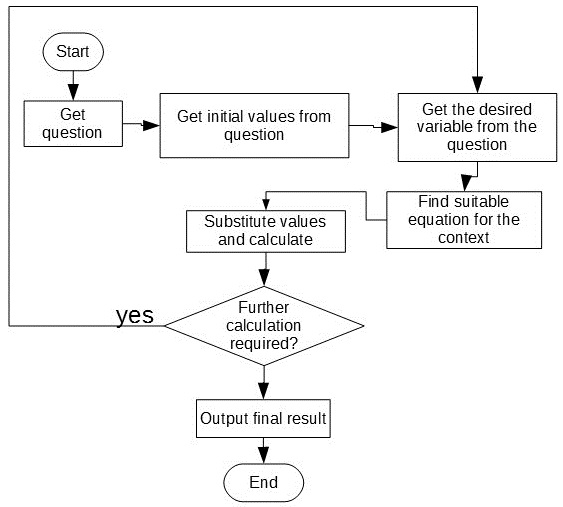 Start
Get
question
Get initial values from
question
Get the desired
variable from the
question
Find suitable
equation for the
context
Substitute values
and calculate
yes
Further
calculation
required?
Output final result
End